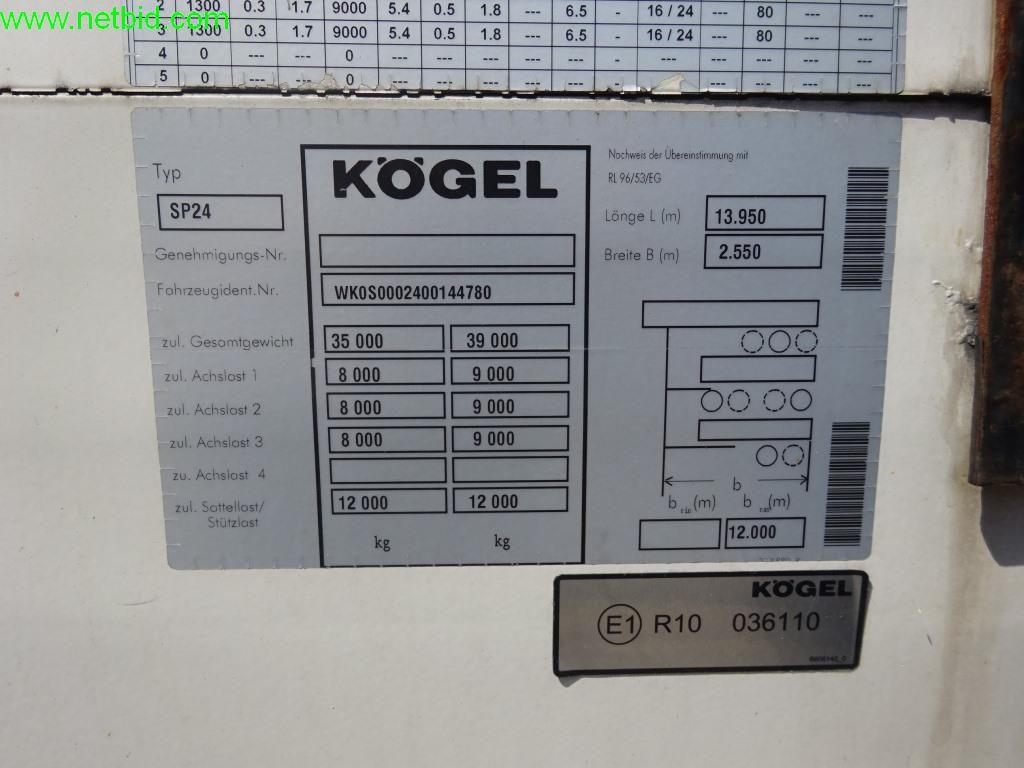 www.netbid.com
2 1300 0.3 1.7 9000 5.4 0.5 1.8 --- 6.5 - 16 / 24 --- 80 --- ---
3 1300 0.3 1.7 9000 5.4 0.5 1.8 --- 6.5 - 16 / 24 --- 80 --- ---
4 0 --- --- 0 --- --- --- --- --- - --- --- --- --- ---
5 0 --- --- 0 --- --- --- --- --- - --- --- --- --- ---
KÖGEL
Typ
SP24
Genehmigungs-Nr.
Fahrzeugident.Nr. WK0S0002400144780
zul. Gesamtgewicht 35 000 39 000
zul. Achslast 1 8 000 9 000
zul. Achslast 2 8 000 9 000
zul. Achslast 3 8 000 9 000
zu. Achslast 4
zul. Sattellast/ 12 000 12 000
Stützlast
kg kg
Nachweis der Übereinstimmung mit
RL 96/53/EG
Länge L (m) 13.950
Breite B (m) 2.550
b
b min (m) b max (m)
12.000
KÖGEL
E1 R10 036110